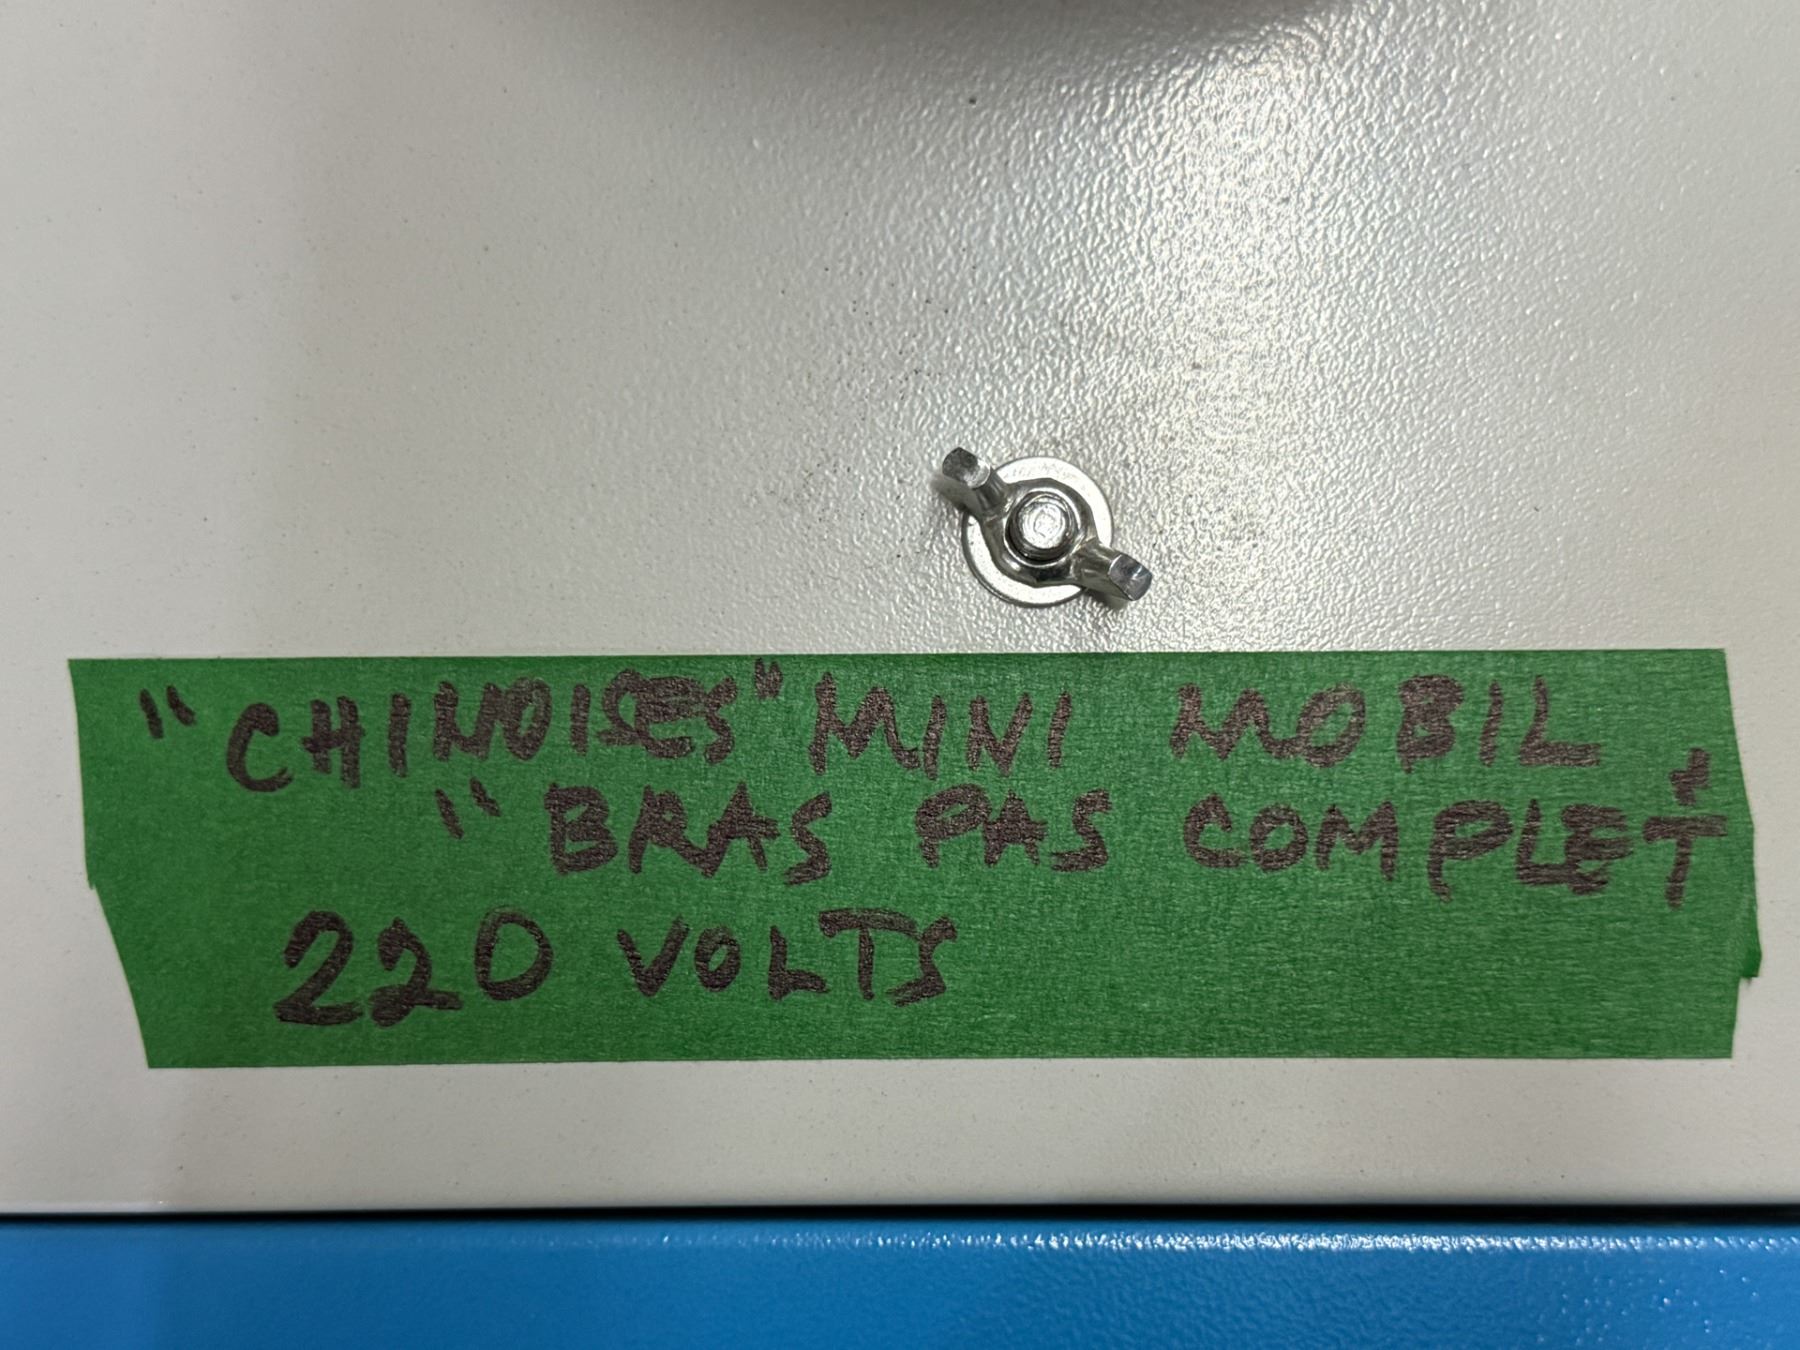 "CHINOISES" MINI MOBIL
"BRAS PAS COMPLET"
220 VOLTS